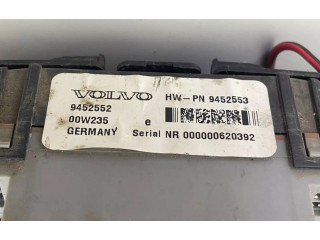 VOLVO HW-PN 9452553
9452552
00W235 e
GERMANY Serial NR 000000620392